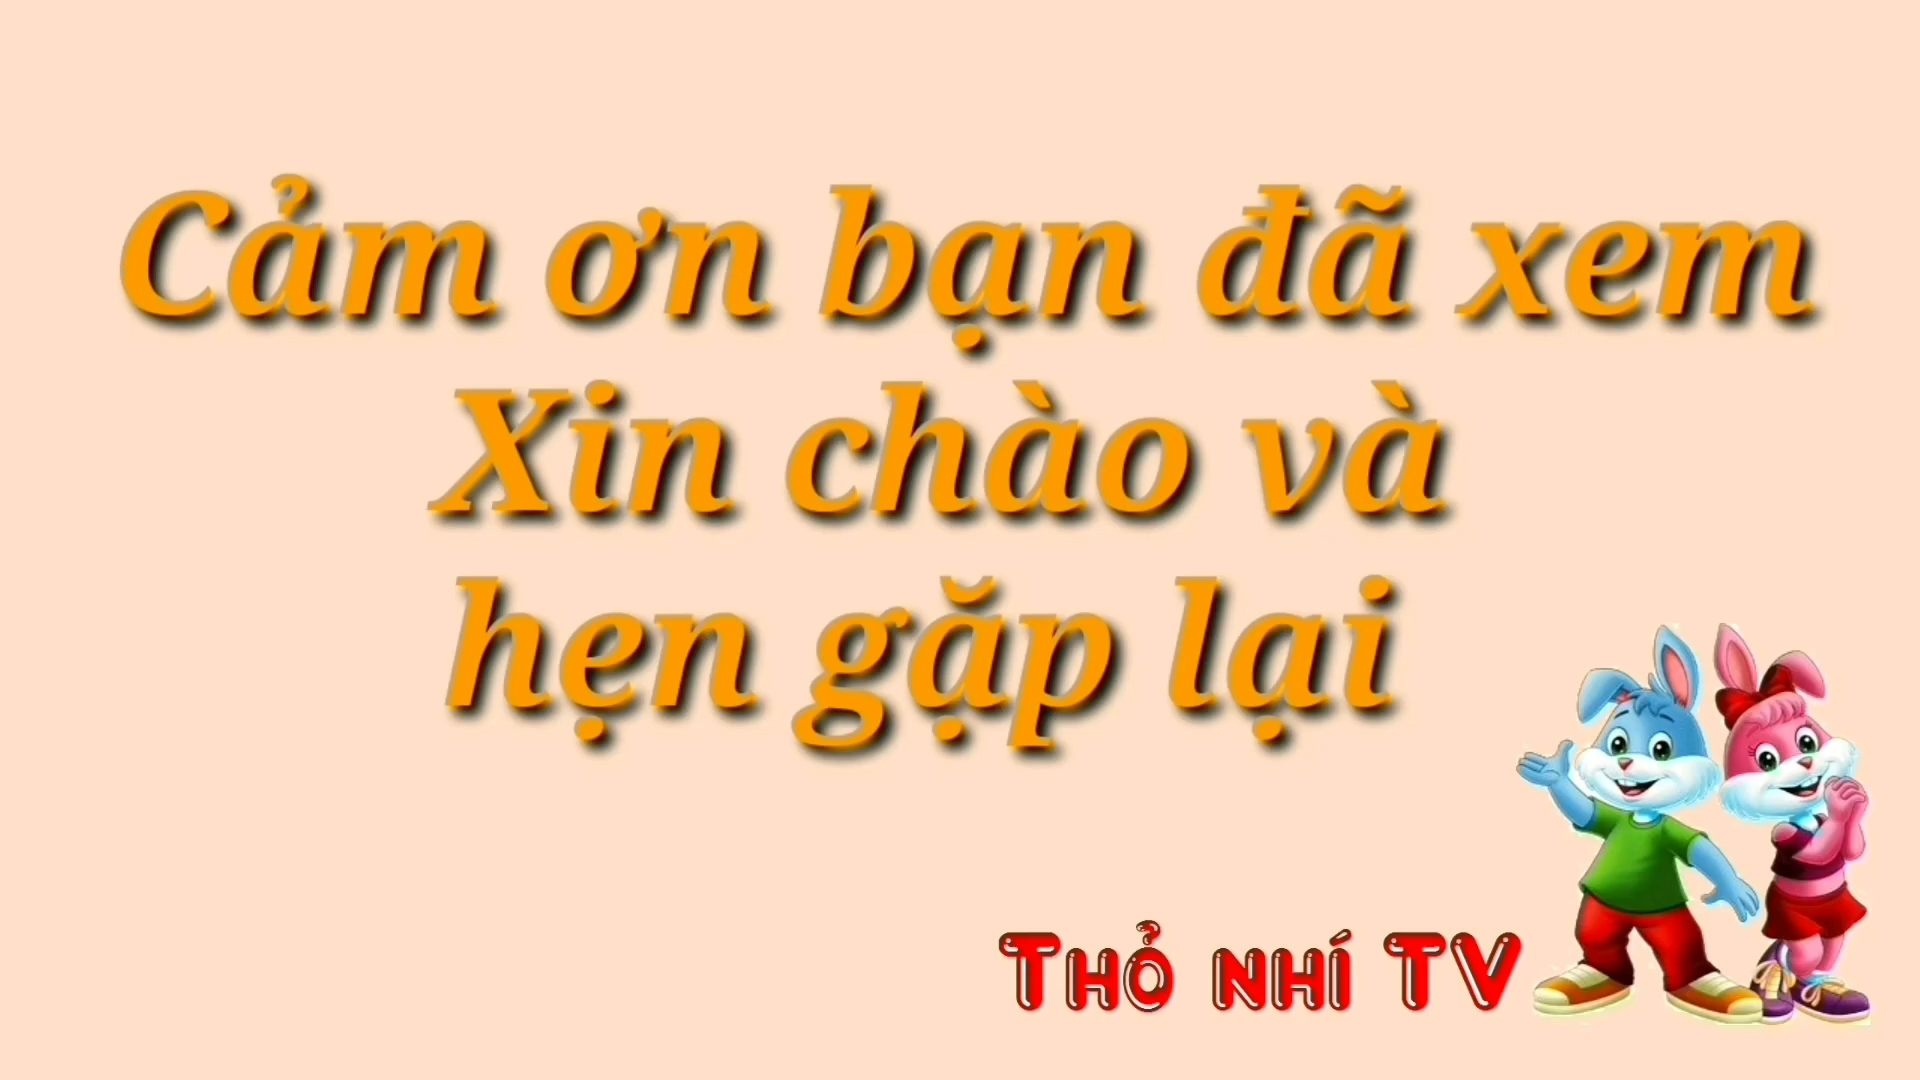 Cảm ơn bạn đã xem
Xin chào và
hẹn gặp lại
Thỏ nhí TV